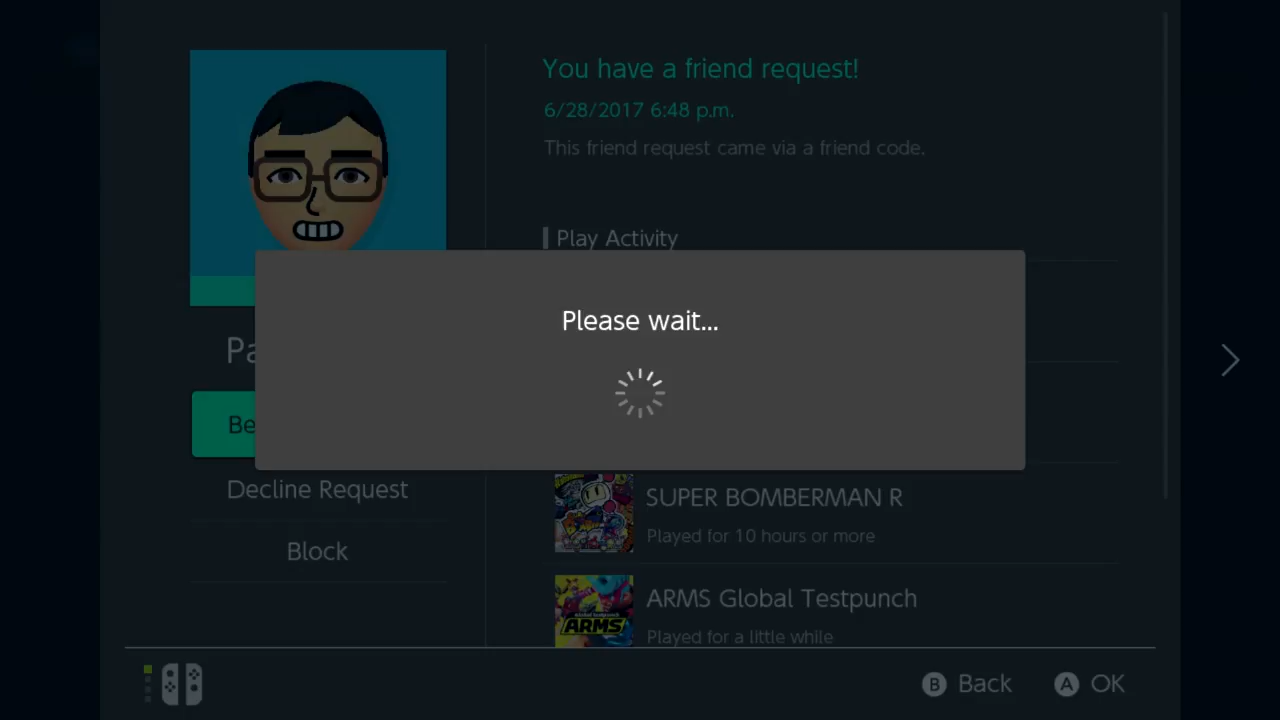 You have a friend request!
6/28/2017 6:48 p.m.
This friend request came via a friend code.
Play Activity
Please wait...
Decline Request
Block
SUPER BOMBERMAN R
Played for 10 hours or more
ARMS Global Testpunch
Played for a little while
ARMS
B Back
A OK